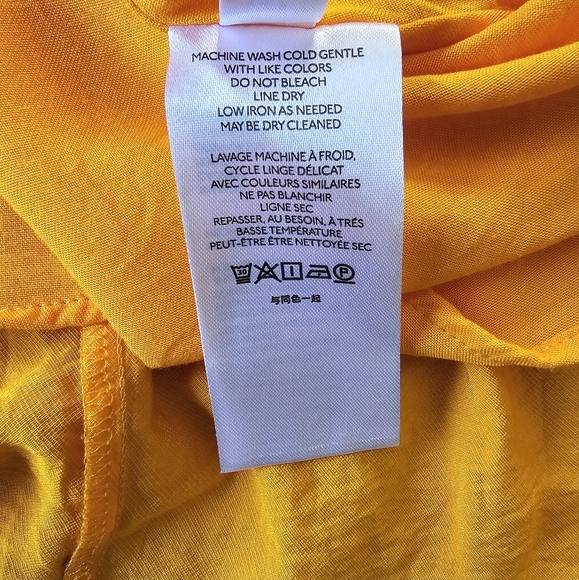 MACHINE WASH COLD GENTLE
WITH LIKE COLORS
DO NOT BLEACH
LINE DRY
LOW IRON AS NEEDED
MAY BE DRY CLEANED
LAVAGE MACHINE À FROID,
CYCLE LINGE DÉLICAT
AVEC COULEURS SIMILAIRES
NE PAS BLANCHIR
LIGNE SEC
REPASSER, AU BESOIN, À TRÉS
BASSE TEMPÉRATURE
PEUT-ÊTRE ÊTRE NETTOYÉE SEC
30 P
与同色一起